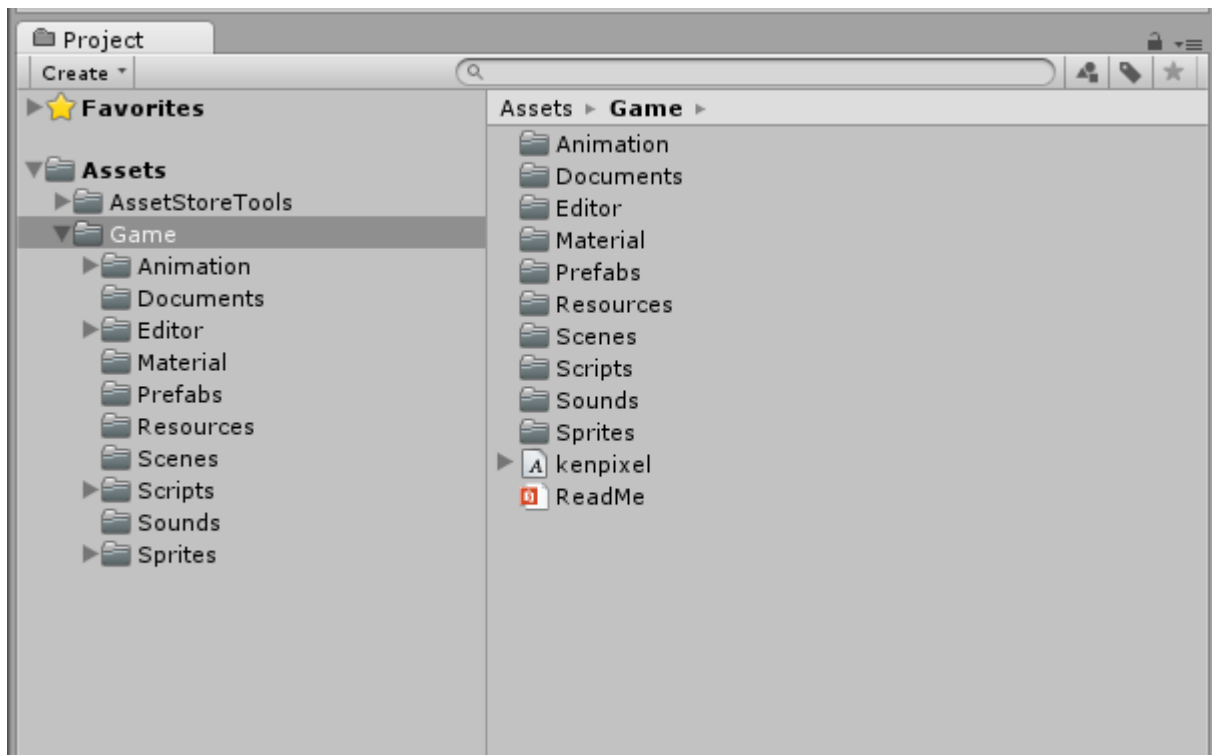 Project
Create
Favorites
Assets
AssetStoreTools
Game
Animation
Documents
Editor
Material
Prefabs
Resources
Scenes
Scripts
Sounds
Sprites
Assets Game
Animation
Documents
Editor
Material
Prefabs
Resources
Scenes
Scripts
Sounds
Sprites
kenpixel
ReadMe